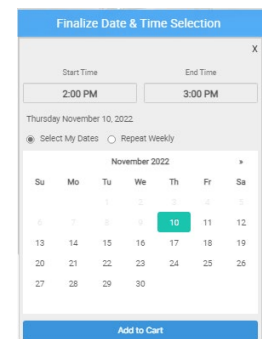 Finalize Date & Time Selection
X
Start Time End Time
2:00 PM 3:00 PM
Thursday November 10, 2022
Select My Dates Repeat Weekly
November 2022 »
Su Mo Tu We Th Fr Sa
1 2 3 4 5
6 7 8 9 10 11 12
13 14 15 16 17 18 19
20 21 22 23 24 25 26
27 28 29 30
Add to Cart